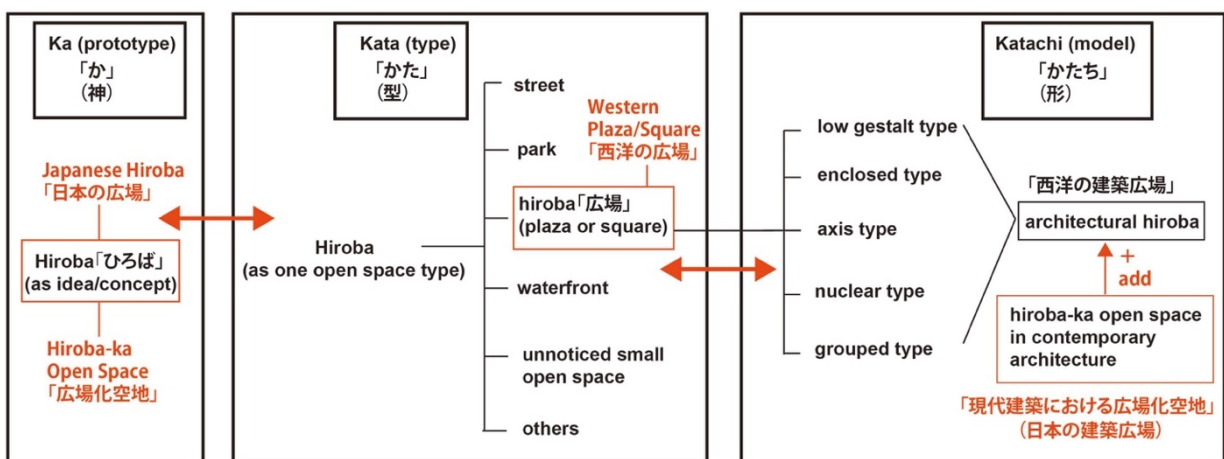 Ka (prototype)
「か」
(神)
Japanese Hiroba
「日本の広場」
Hiroba「ひろば」
(as idea/concept)
Hiroba-ka
Open Space
「広場化空地」
Kata (type)
「かた」
(型)
Hiroba
(as one open space type)
street
park
Western
Plaza/Square
「西洋の広場」
hiroba「広場」
(plaza or square)
waterfront
unnoticed small
open space
others
Katachi (model)
「かたち」
(形)
low gestalt type
enclosed type
axis type
nuclear type
grouped type
「西洋の建築広場」
architectural hiroba
+
add
hiroba-ka open space
in contemporary
architecture
「現代建築における広場化空地」
(日本の建築広場)